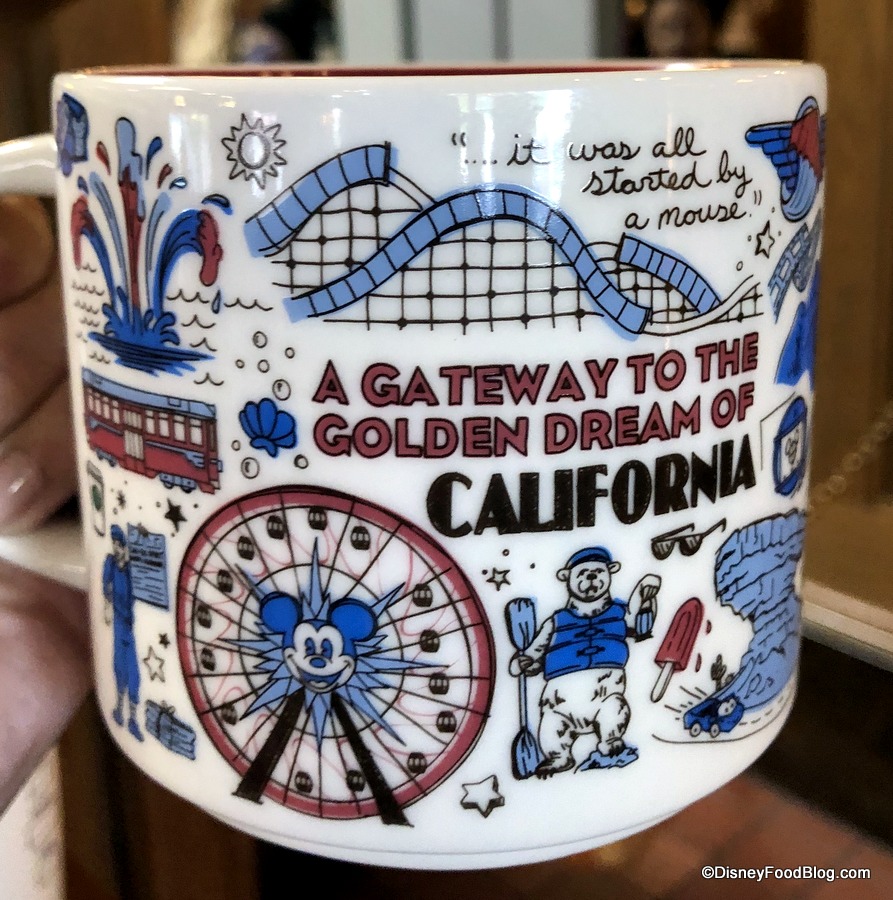 "... it was all
started by
a mouse."
A GATEWAY TO THE
GOLDEN DREAM OF
CALIFORNIA
©DisneyFoodBlog.com